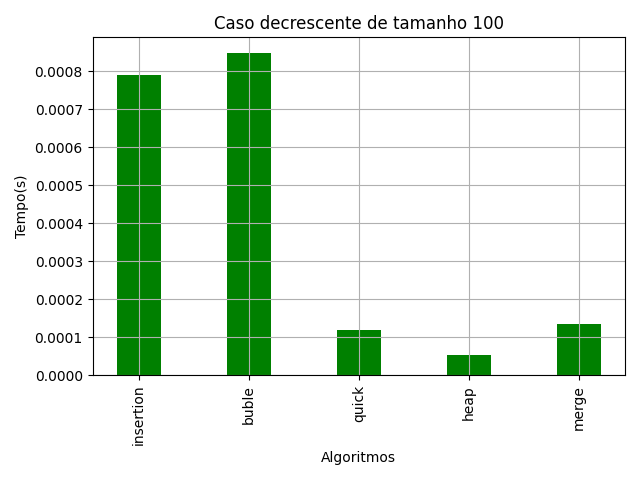 Caso decrescente de tamanho 100
Tempo(s)
0.0008
0.0007
0.0006
0.0005
0.0004
0.0003
0.0002
0.0001
0.0000
insertion
buble
quick
heap
merge
Algoritmos